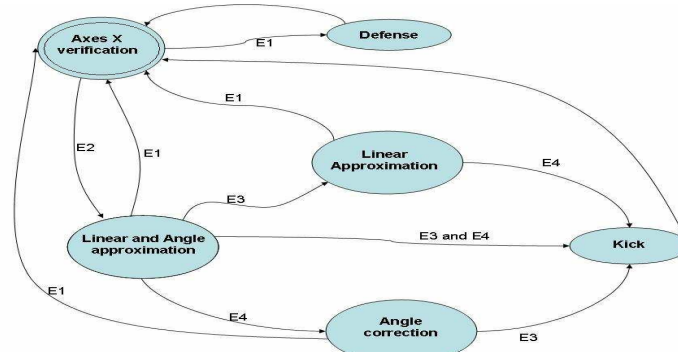 Axes X
verification
E1
Defense
E1
E2
E1
Linear
Approximation
E4
E3
Linear and Angle
approximation
E3 and E4
Kick
E1
E4
Angle
correction
E3